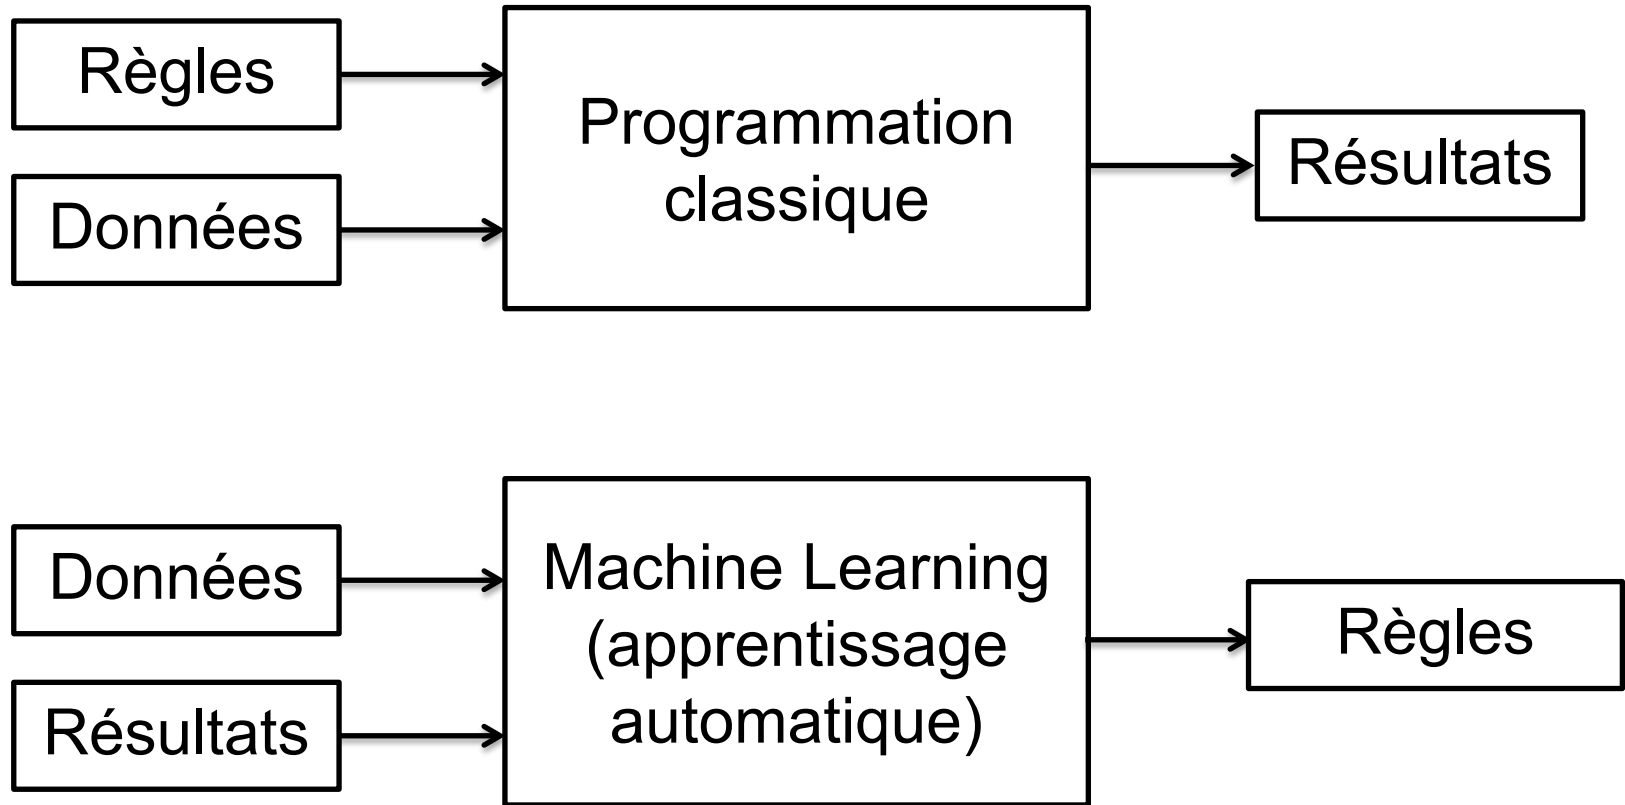 Règles
Données
Programmation
classique
Résultats
Données
Résultats
Machine Learning
(apprentissage
automatique)
Règles